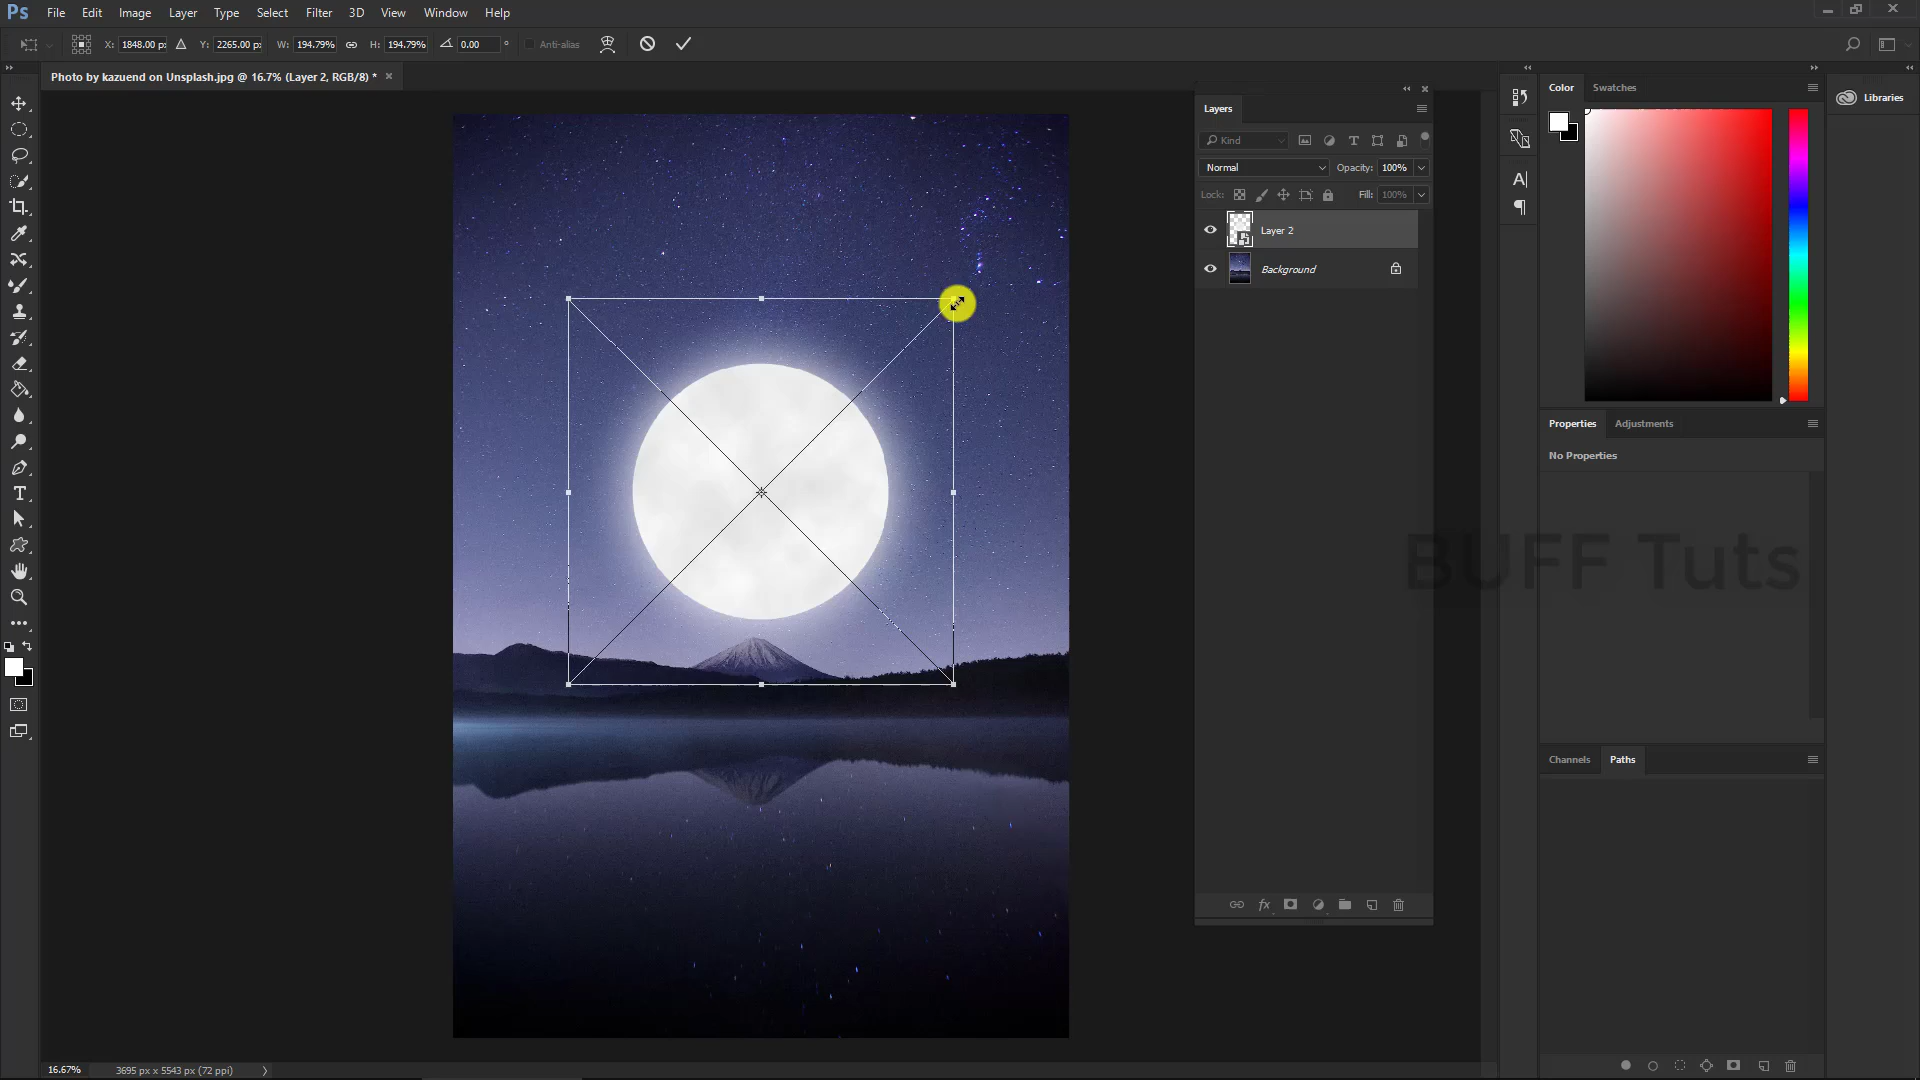 Ps File Edit Image Layer Type Select Filter 3D View Window Help
X: 1848.00 px Y: 2265.00 px W: 194.79% H: 194.79% 0.00 ° Anti-alias
Photo by kazuend on Unsplash.jpg @ 16.7% (Layer 2, RGB/8) *
Layers
Kind
Normal Opacity: 100%
Lock: Fill: 100%
Layer 2
Background
Color Swatches
Libraries
Properties Adjustments
No Properties
BUFF Tuts
Channels Paths
16.67% 3695 px x 5543 px (72 ppi)